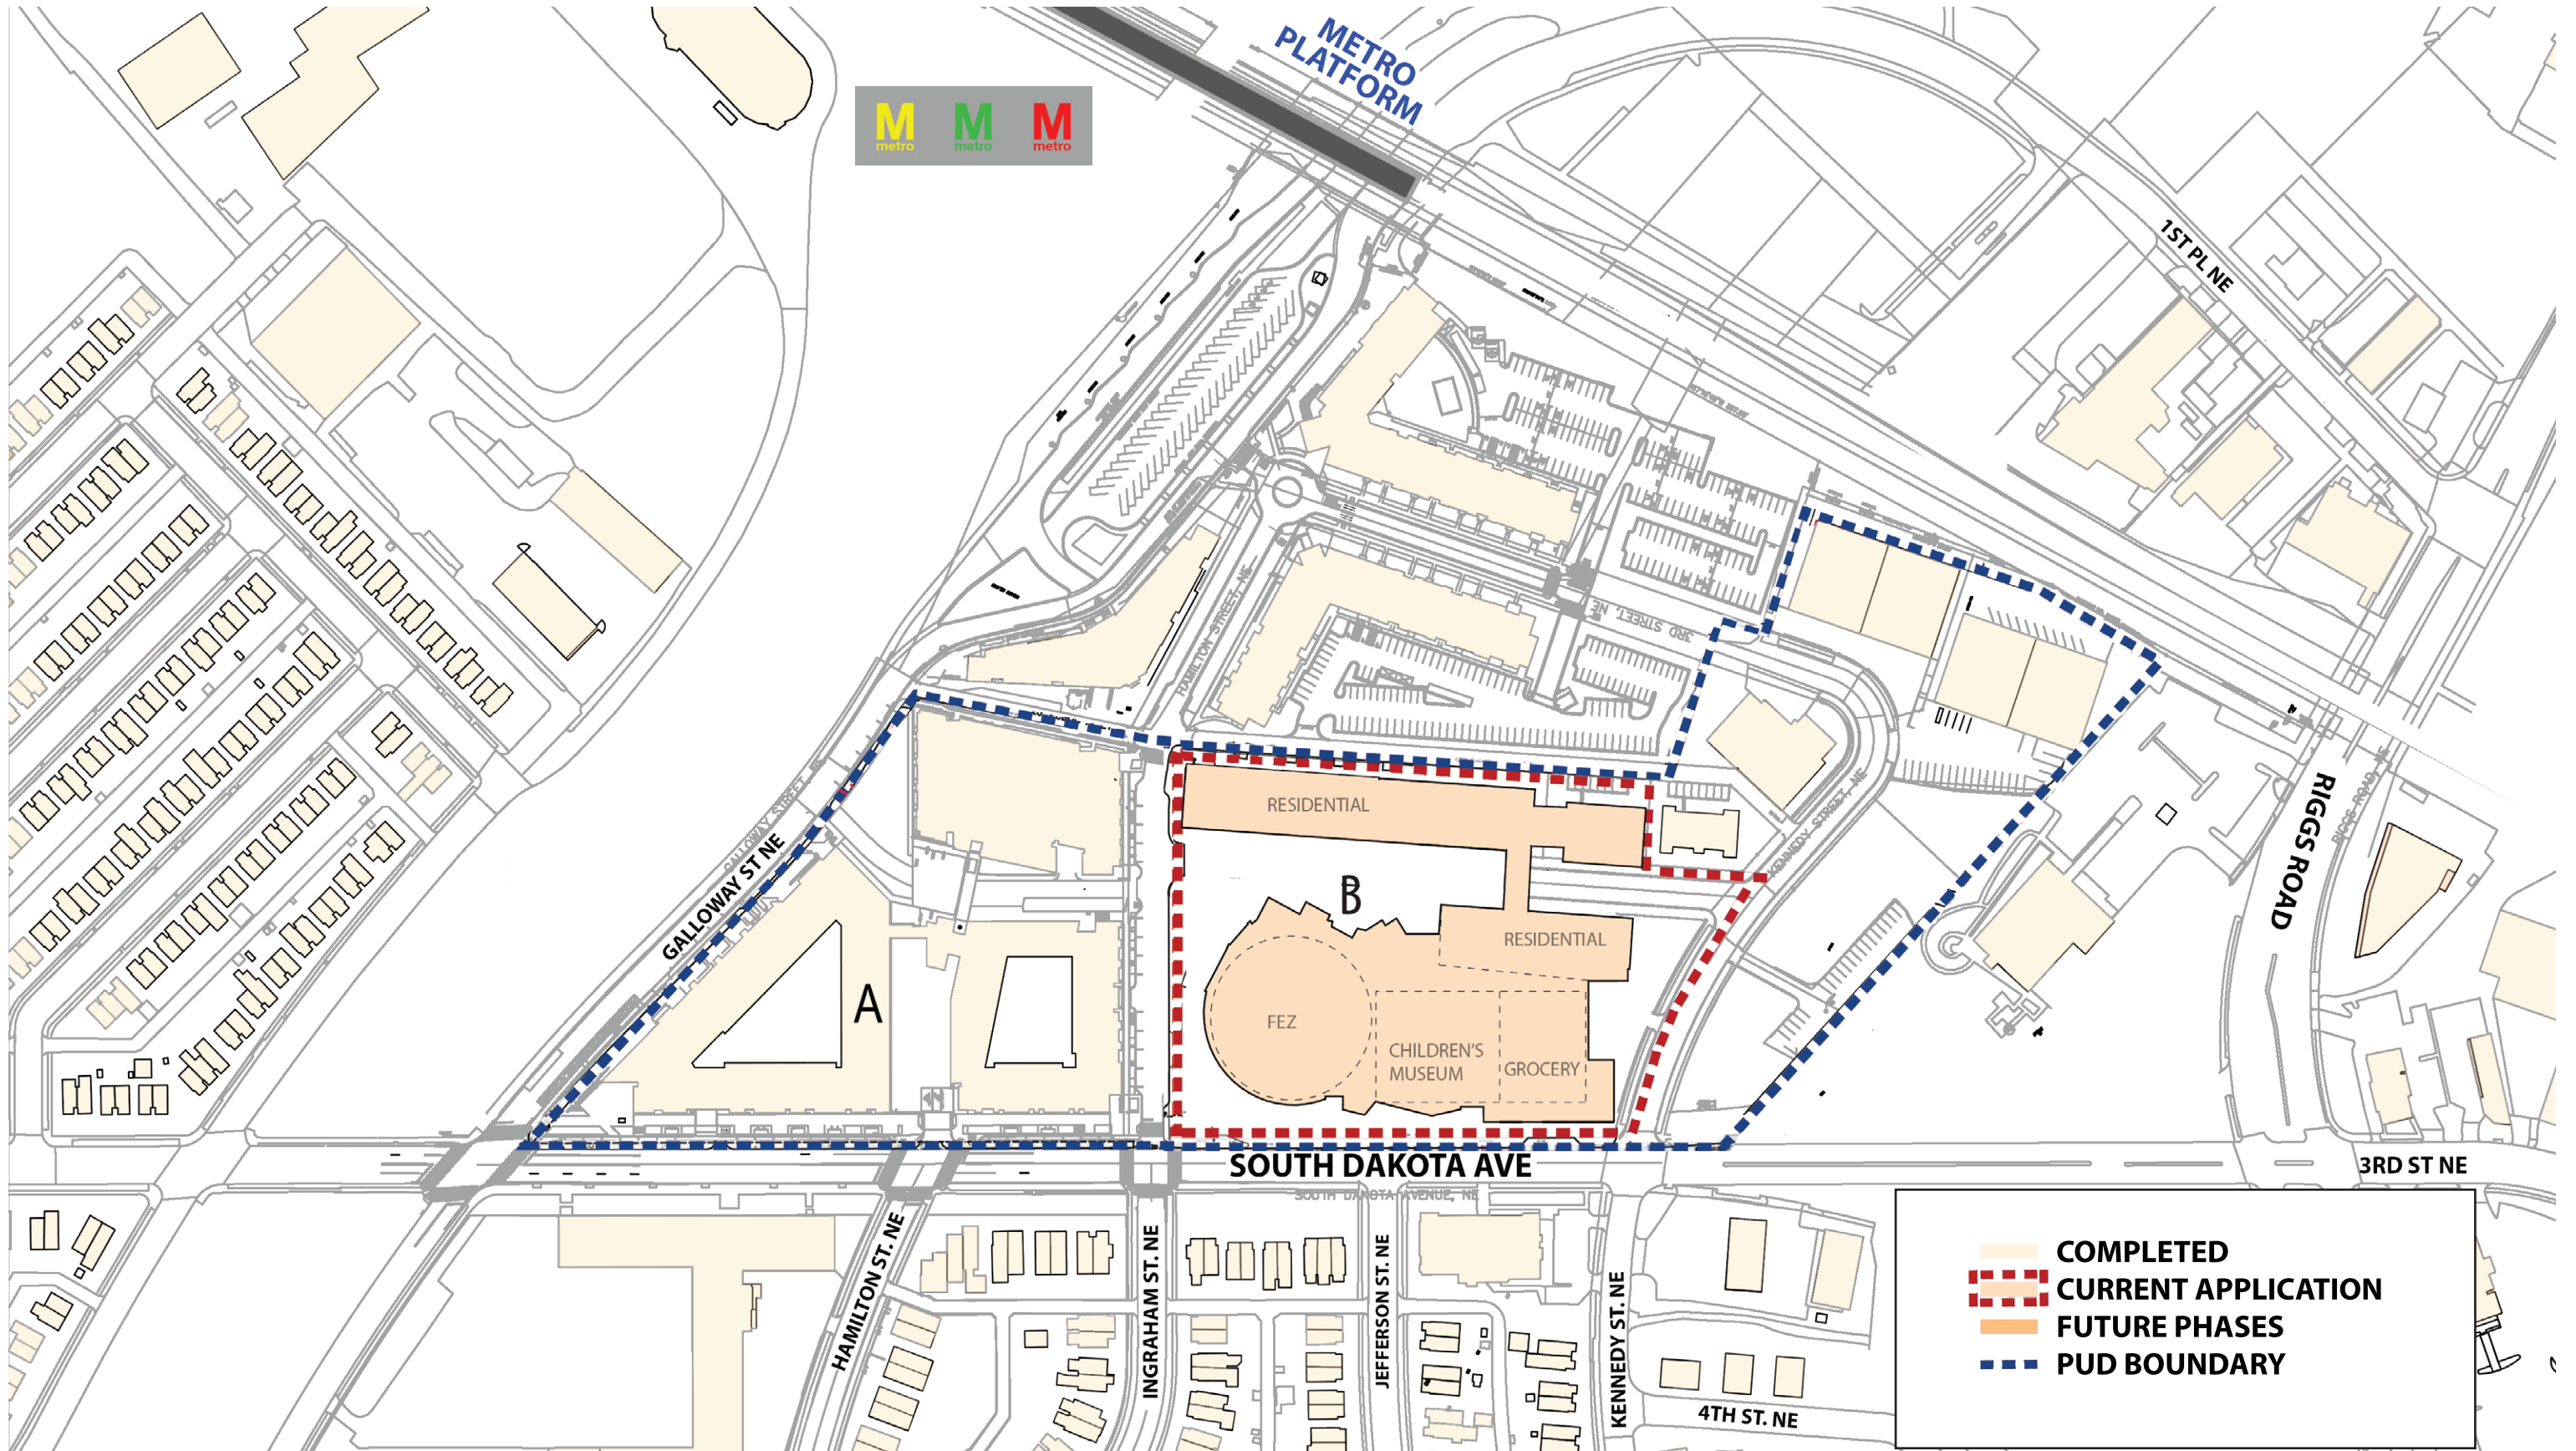 METRO
PLATFORM
M M M
metro metro metro
1ST PL NE
HAMILTON STREET, NE
3RD STREET, NE
GALLOWAY STREET
GALLOWAY ST NE
RESIDENTIAL
KENNEDY STREET, NE
RIGGS ROAD
RIGGS ROAD, NE
B
RESIDENTIAL
A
FEZ
CHILDREN'S
MUSEUM
GROCERY
SOUTH DAKOTA AVE
SOUTH DAKOTA AVENUE, NE
3RD ST NE
HAMILTON ST. NE
INGRAHAM ST. NE
JEFFERSON ST. NE
KENNEDY ST. NE
4TH ST. NE
COMPLETED
CURRENT APPLICATION
FUTURE PHASES
PUD BOUNDARY